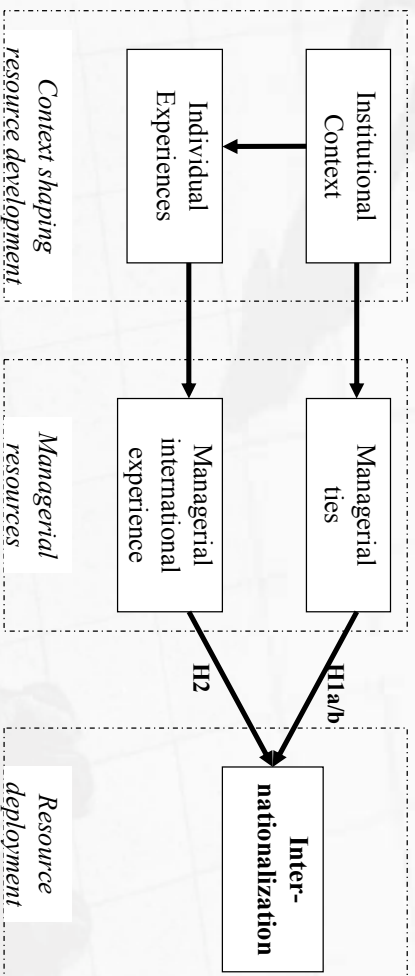 Institutional
Context
Individual
Experiences
Context shaping
resource development
Managerial
ties
Managerial
international
experience
Managerial
resources
H1a/b
H2
Inter-
nationalization
Resource
deployment